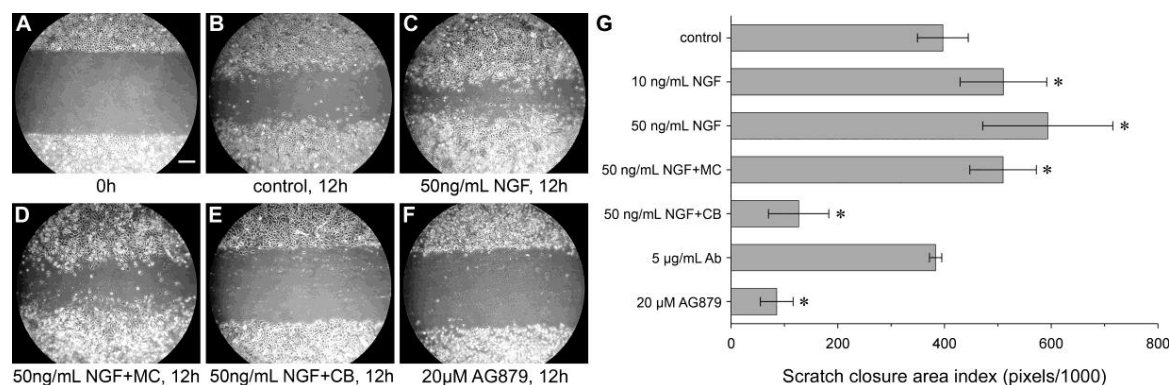 A
B
C
0h
control, 12h
50ng/mL NGF, 12h
D
E
F
50ng/mL NGF+MC, 12h
50ng/mL NGF+CB, 12h
20µM AG879, 12h
G
control
10 ng/mL NGF
*
50 ng/mL NGF
*
50 ng/mL NGF+MC
*
50 ng/mL NGF+CB
*
5 µg/mL Ab
20 µM AG879
*
0 200 400 600 800
Scratch closure area index (pixels/1000)